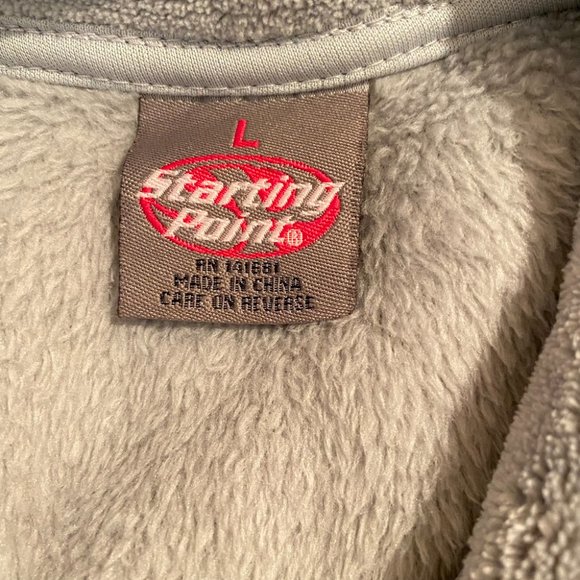 L
Starting
Point®
RN 141681
MADE IN CHINA
CARE ON REVERSE